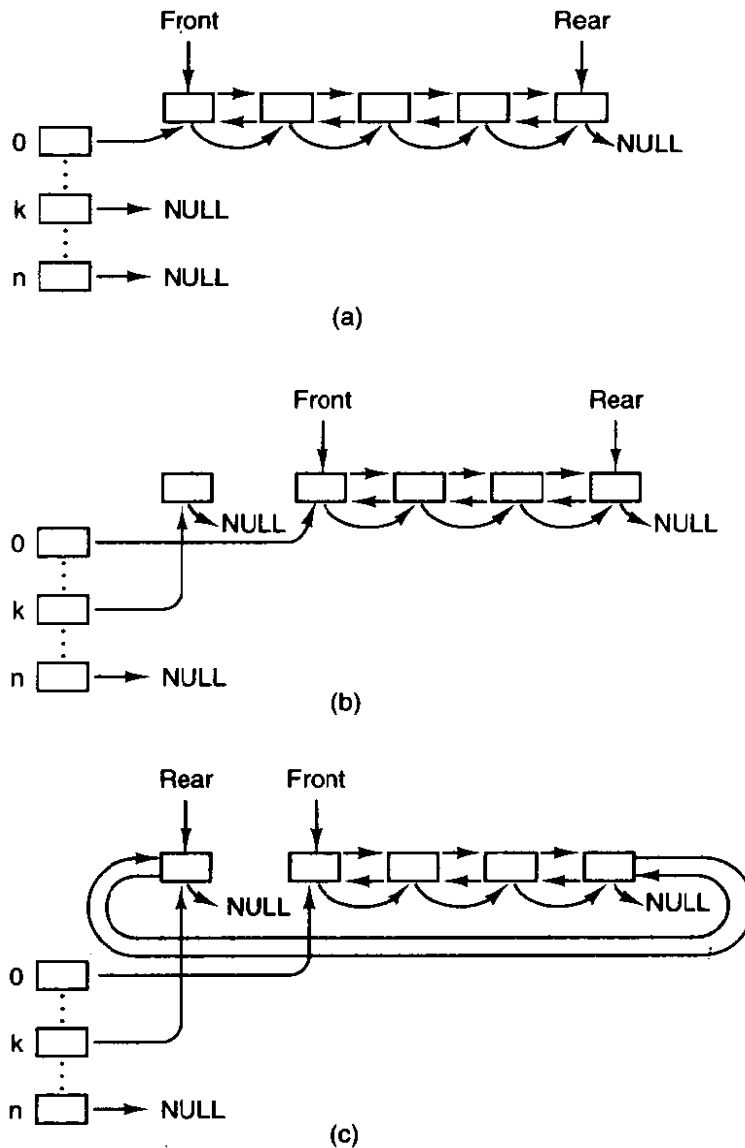 Front Rear
0 NULL
k NULL
n NULL
(a)
Front Rear
NULL NULL
0
k
n NULL
(b)
Rear Front
NULL NULL
0
k
n NULL
(c)